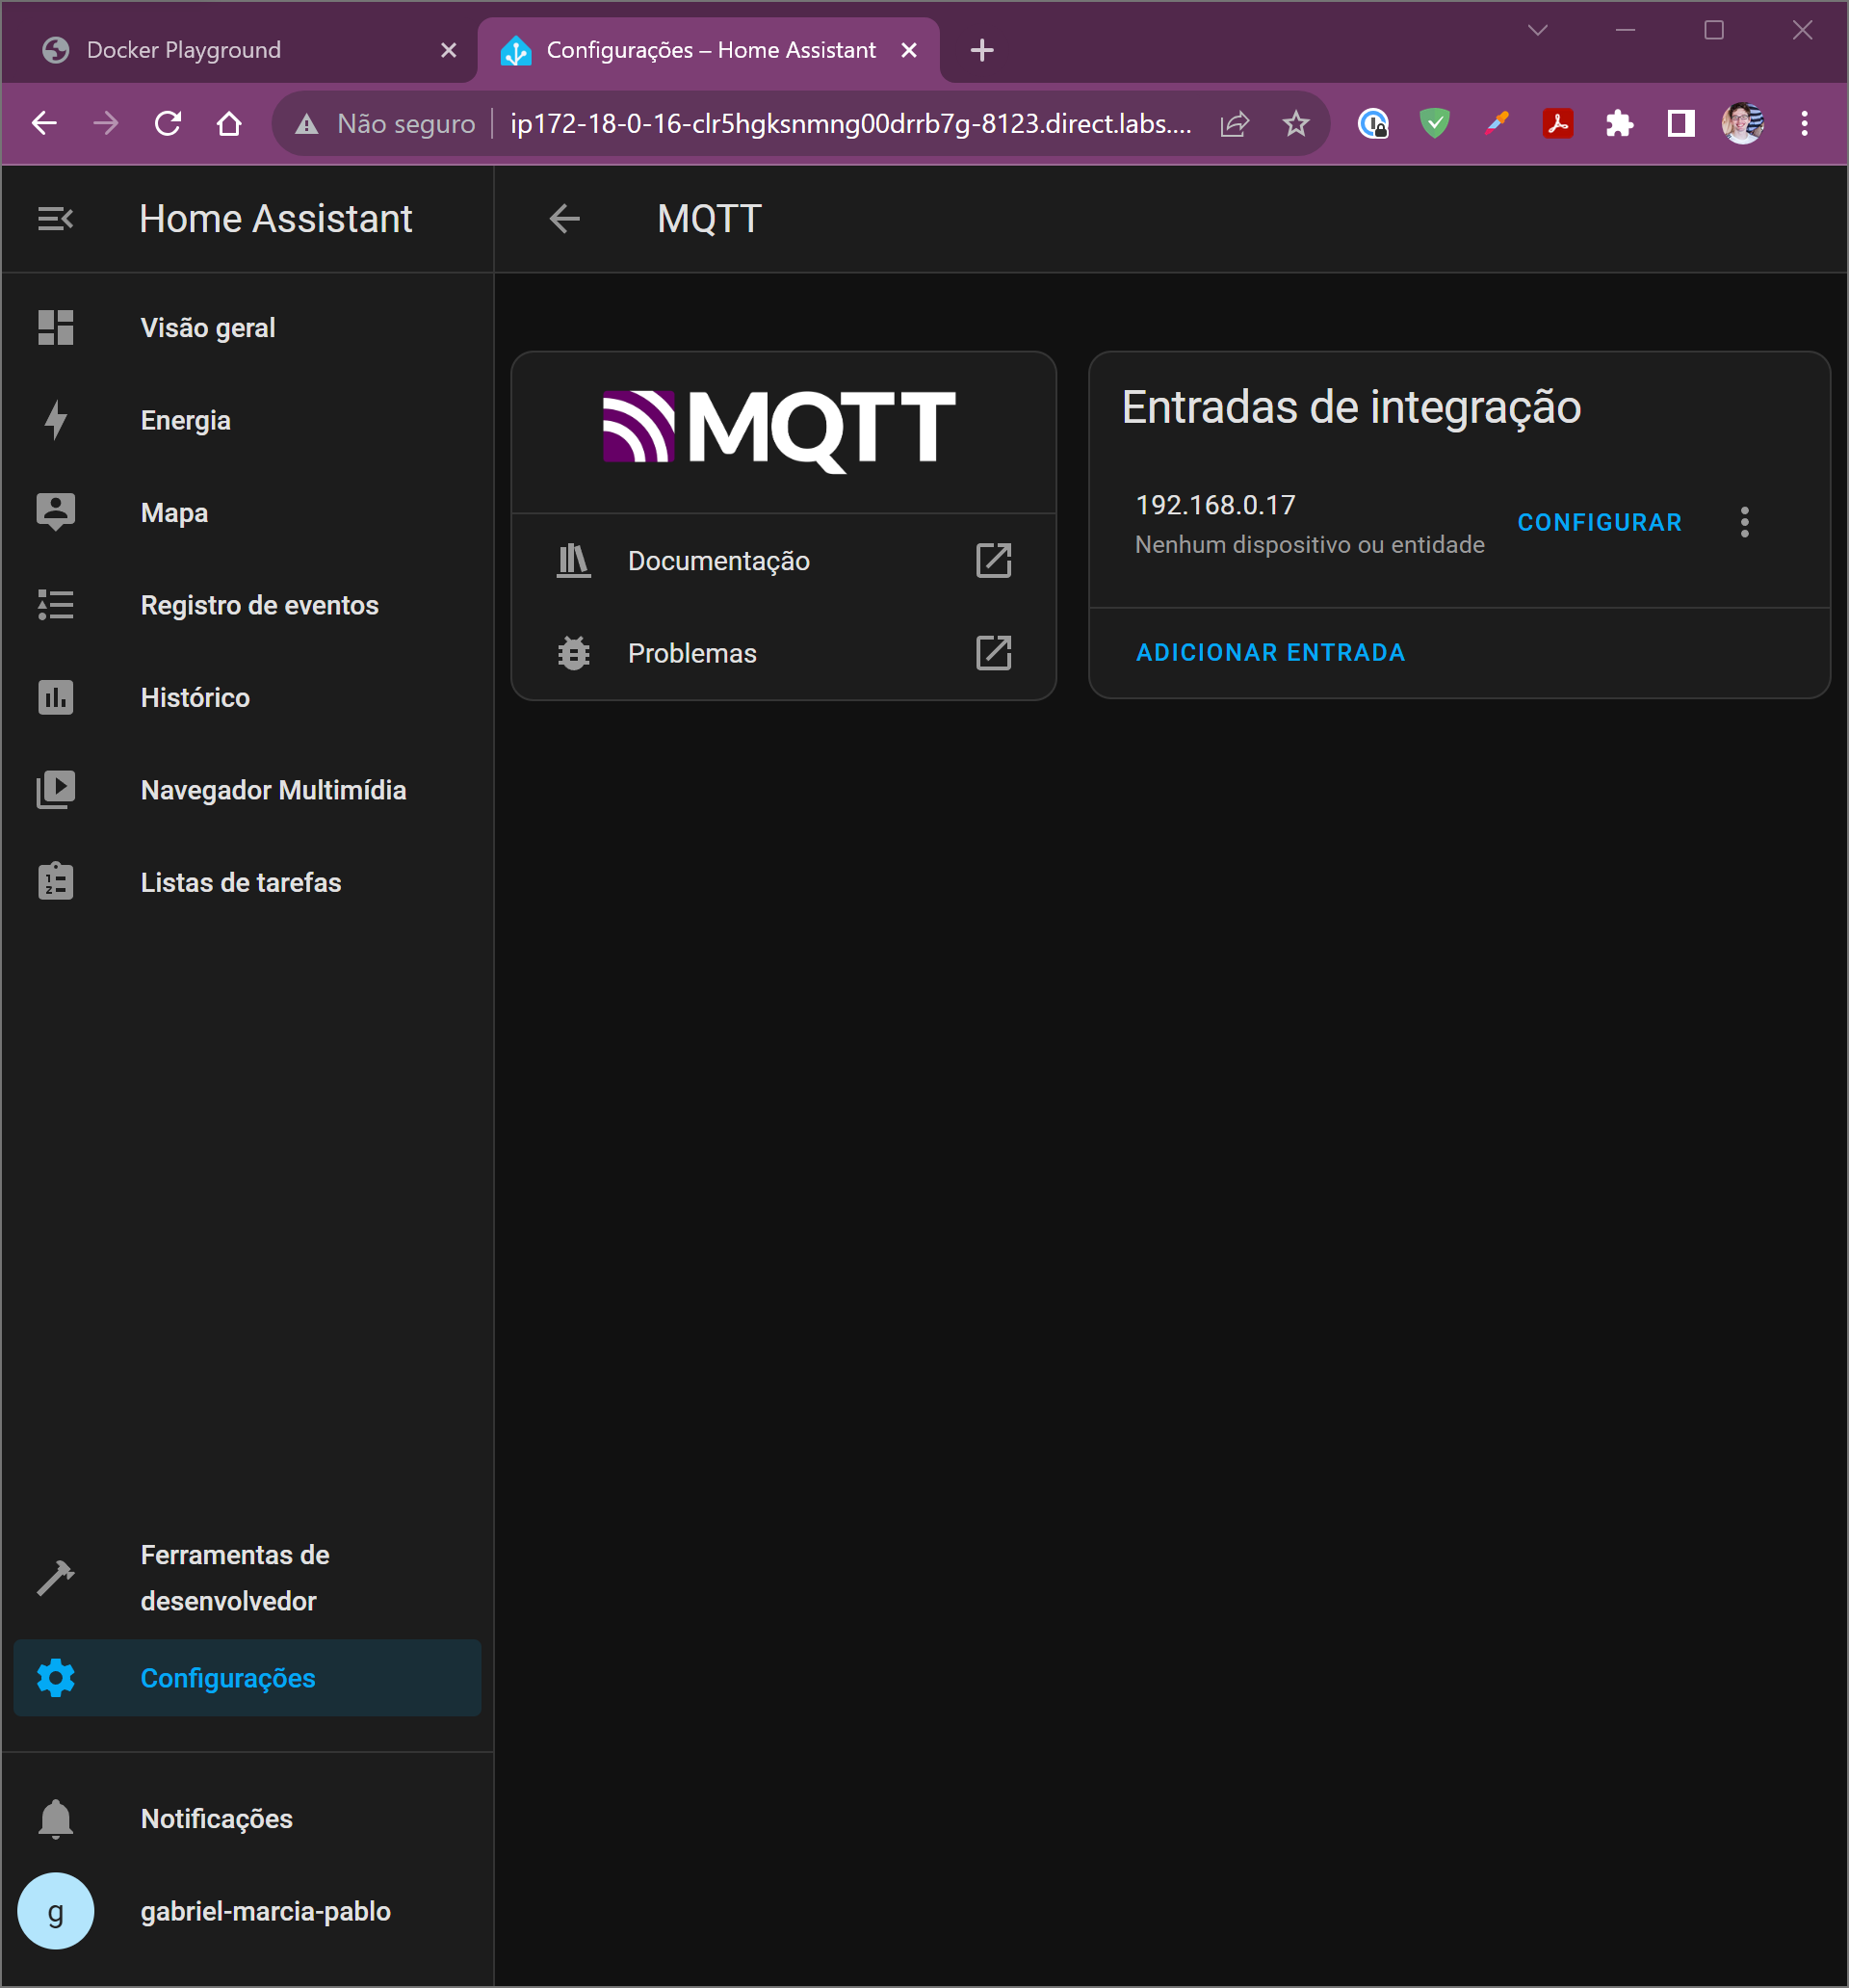 Docker Playground
Configurações – Home Assistant
Não seguro
ip172-18-0-16-clr5hgksnmng00drrb7g-8123.direct.labs....
Home Assistant
MQTT
Visão geral
Energia
Mapa
Registro de eventos
Histórico
Navegador Multimídia
Listas de tarefas
MQTT
Documentação
Problemas
Entradas de integração
192.168.0.17
Nenhum dispositivo ou entidade
CONFIGURAR
ADICIONAR ENTRADA
Ferramentas de
desenvolvedor
Configurações
Notificações
g
gabriel-marcia-pablo